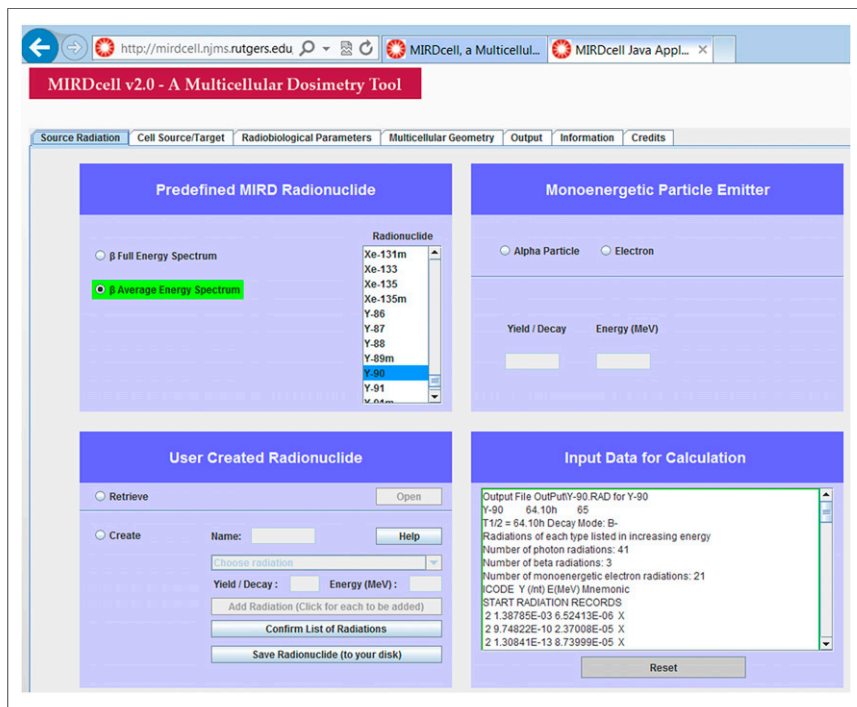 http://mirdcell.njms.rutgers.edu
MIRDcell, a Multicellul...
MIRDcell Java Appl...
MIRDcell v2.0 - A Multicellular Dosimetry Tool
Source Radiation
Cell Source/Target
Radiobiological Parameters
Multicellular Geometry
Output
Information
Credits
Predefined MIRD Radionuclide
Radionuclide
β Full Energy Spectrum
β Average Energy Spectrum
Xe-131m
Xe-133
Xe-135
Xe-135m
Y-86
Y-87
Y-88
Y-89m
Y-90
Y-91
Y-91m
Monoenergetic Particle Emitter
Alpha Particle
Electron
Yield / Decay
Energy (MeV)
User Created Radionuclide
Retrieve
Open
Create
Name:
Help
Choose radiation
Yield / Decay :
Energy (MeV) :
Add Radiation (Click for each to be added)
Confirm List of Radiations
Save Radionuclide (to your disk)
Input Data for Calculation
Output File OutPut\Y-90.RAD for Y-90
Y-90 64.10h 65
T1/2 = 64.10h Decay Mode: B-
Radiations of each type listed in increasing energy
Number of photon radiations: 41
Number of beta radiations: 3
Number of monoenergetic electron radiations: 21
ICODE Y (/nt) E(MeV) Mnemonic
START RADIATION RECORDS
2 1.38785E-03 6.52413E-06 X
2 9.74822E-10 2.37008E-05 X
2 1.30841E-13 8.73999E-05 X
Reset